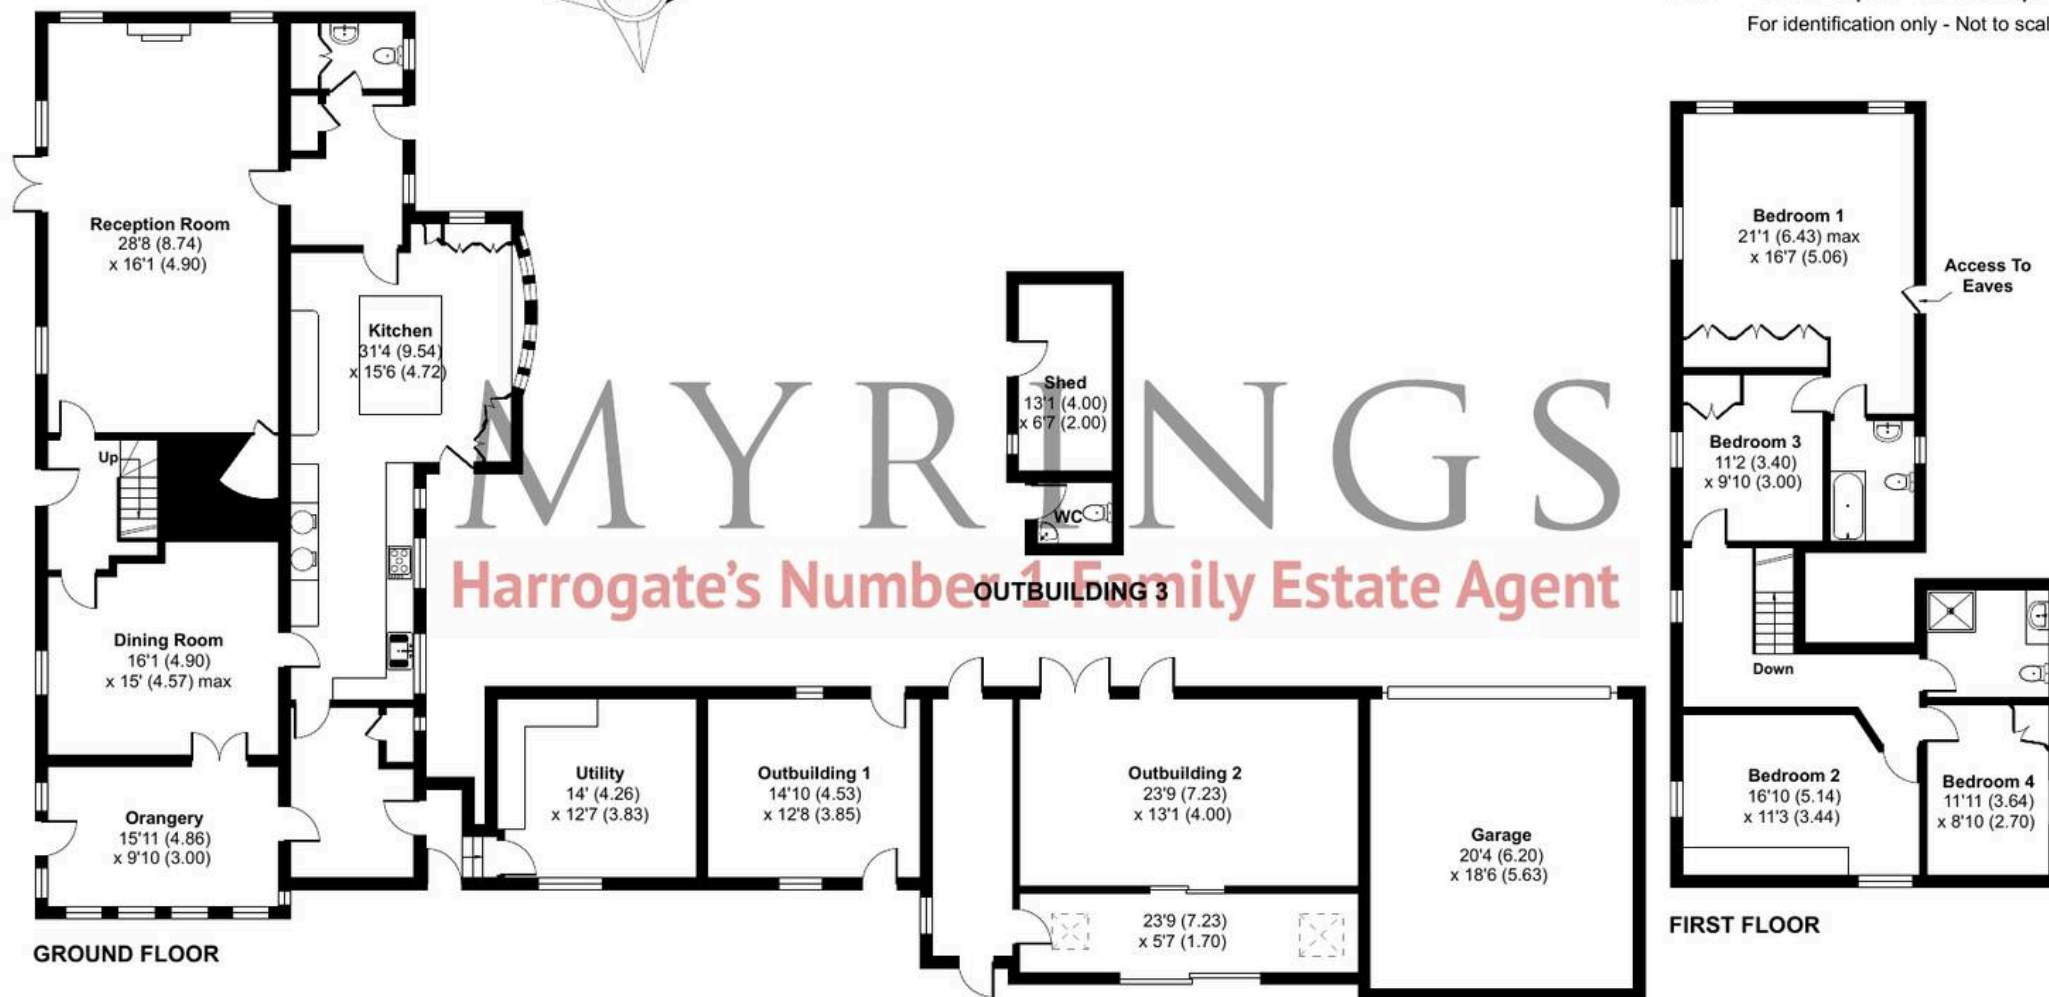 For identification only - Not to scal
Reception Room
28'8 (8.74)
x 16'1 (4.90)
Kitchen
31'4 (9.54)
x 15'6 (4.72)
Up
Dining Room
16'1 (4.90)
x 15' (4.57) max
Orangery
15'11 (4.86)
x 9'10 (3.00)
GROUND FLOOR
Utility
14' (4.26)
x 12'7 (3.83)
Outbuilding 1
14'10 (4.53)
x 12'8 (3.85)
Outbuilding 2
23'9 (7.23)
x 13'1 (4.00)
23'9 (7.23)
x 5'7 (1.70)
Garage
20'4 (6.20)
x 18'6 (5.63)
Shed
13'1 (4.00)
x 6'7 (2.00)
WC
OUTBUILDING 3
MYRINGS
Harrogate's Number 1 Family Estate Agent
Bedroom 1
21'1 (6.43) max
x 16'7 (5.06)
Access To
Eaves
Bedroom 3
11'2 (3.40)
x 9'10 (3.00)
Down
Bedroom 2
16'10 (5.14)
x 11'3 (3.44)
Bedroom 4
11'11 (3.64)
x 8'10 (2.70)
FIRST FLOOR